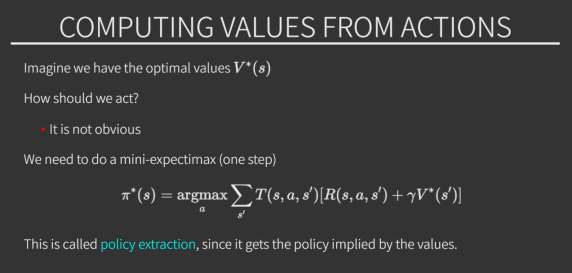 COMPUTING VALUES FROM ACTIONS
Imagine we have the optimal values V*(s)
How should we act?
• It is not obvious
We need to do a mini-expectimax (one step)
π*(s) = argmax_a ∑_{s'} T(s, a, s')[R(s, a, s') + γV*(s')]
This is called policy extraction, since it gets the policy implied by the values.